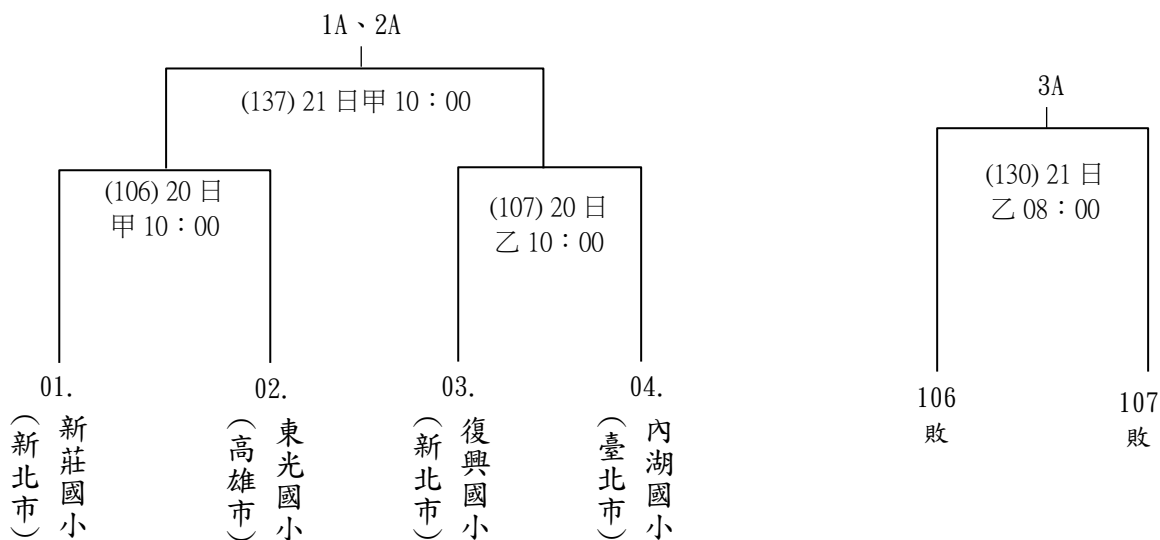 1A、2A
(137) 21 日甲 10：00
3A
(106) 20 日
甲 10：00
(107) 20 日
乙 10：00
(130) 21 日
乙 08：00
01.
新莊國小
(新北市)
02.
東光國小
(高雄市)
03.
復興國小
(新北市)
04.
內湖國小
(臺北市)
106
敗
107
敗